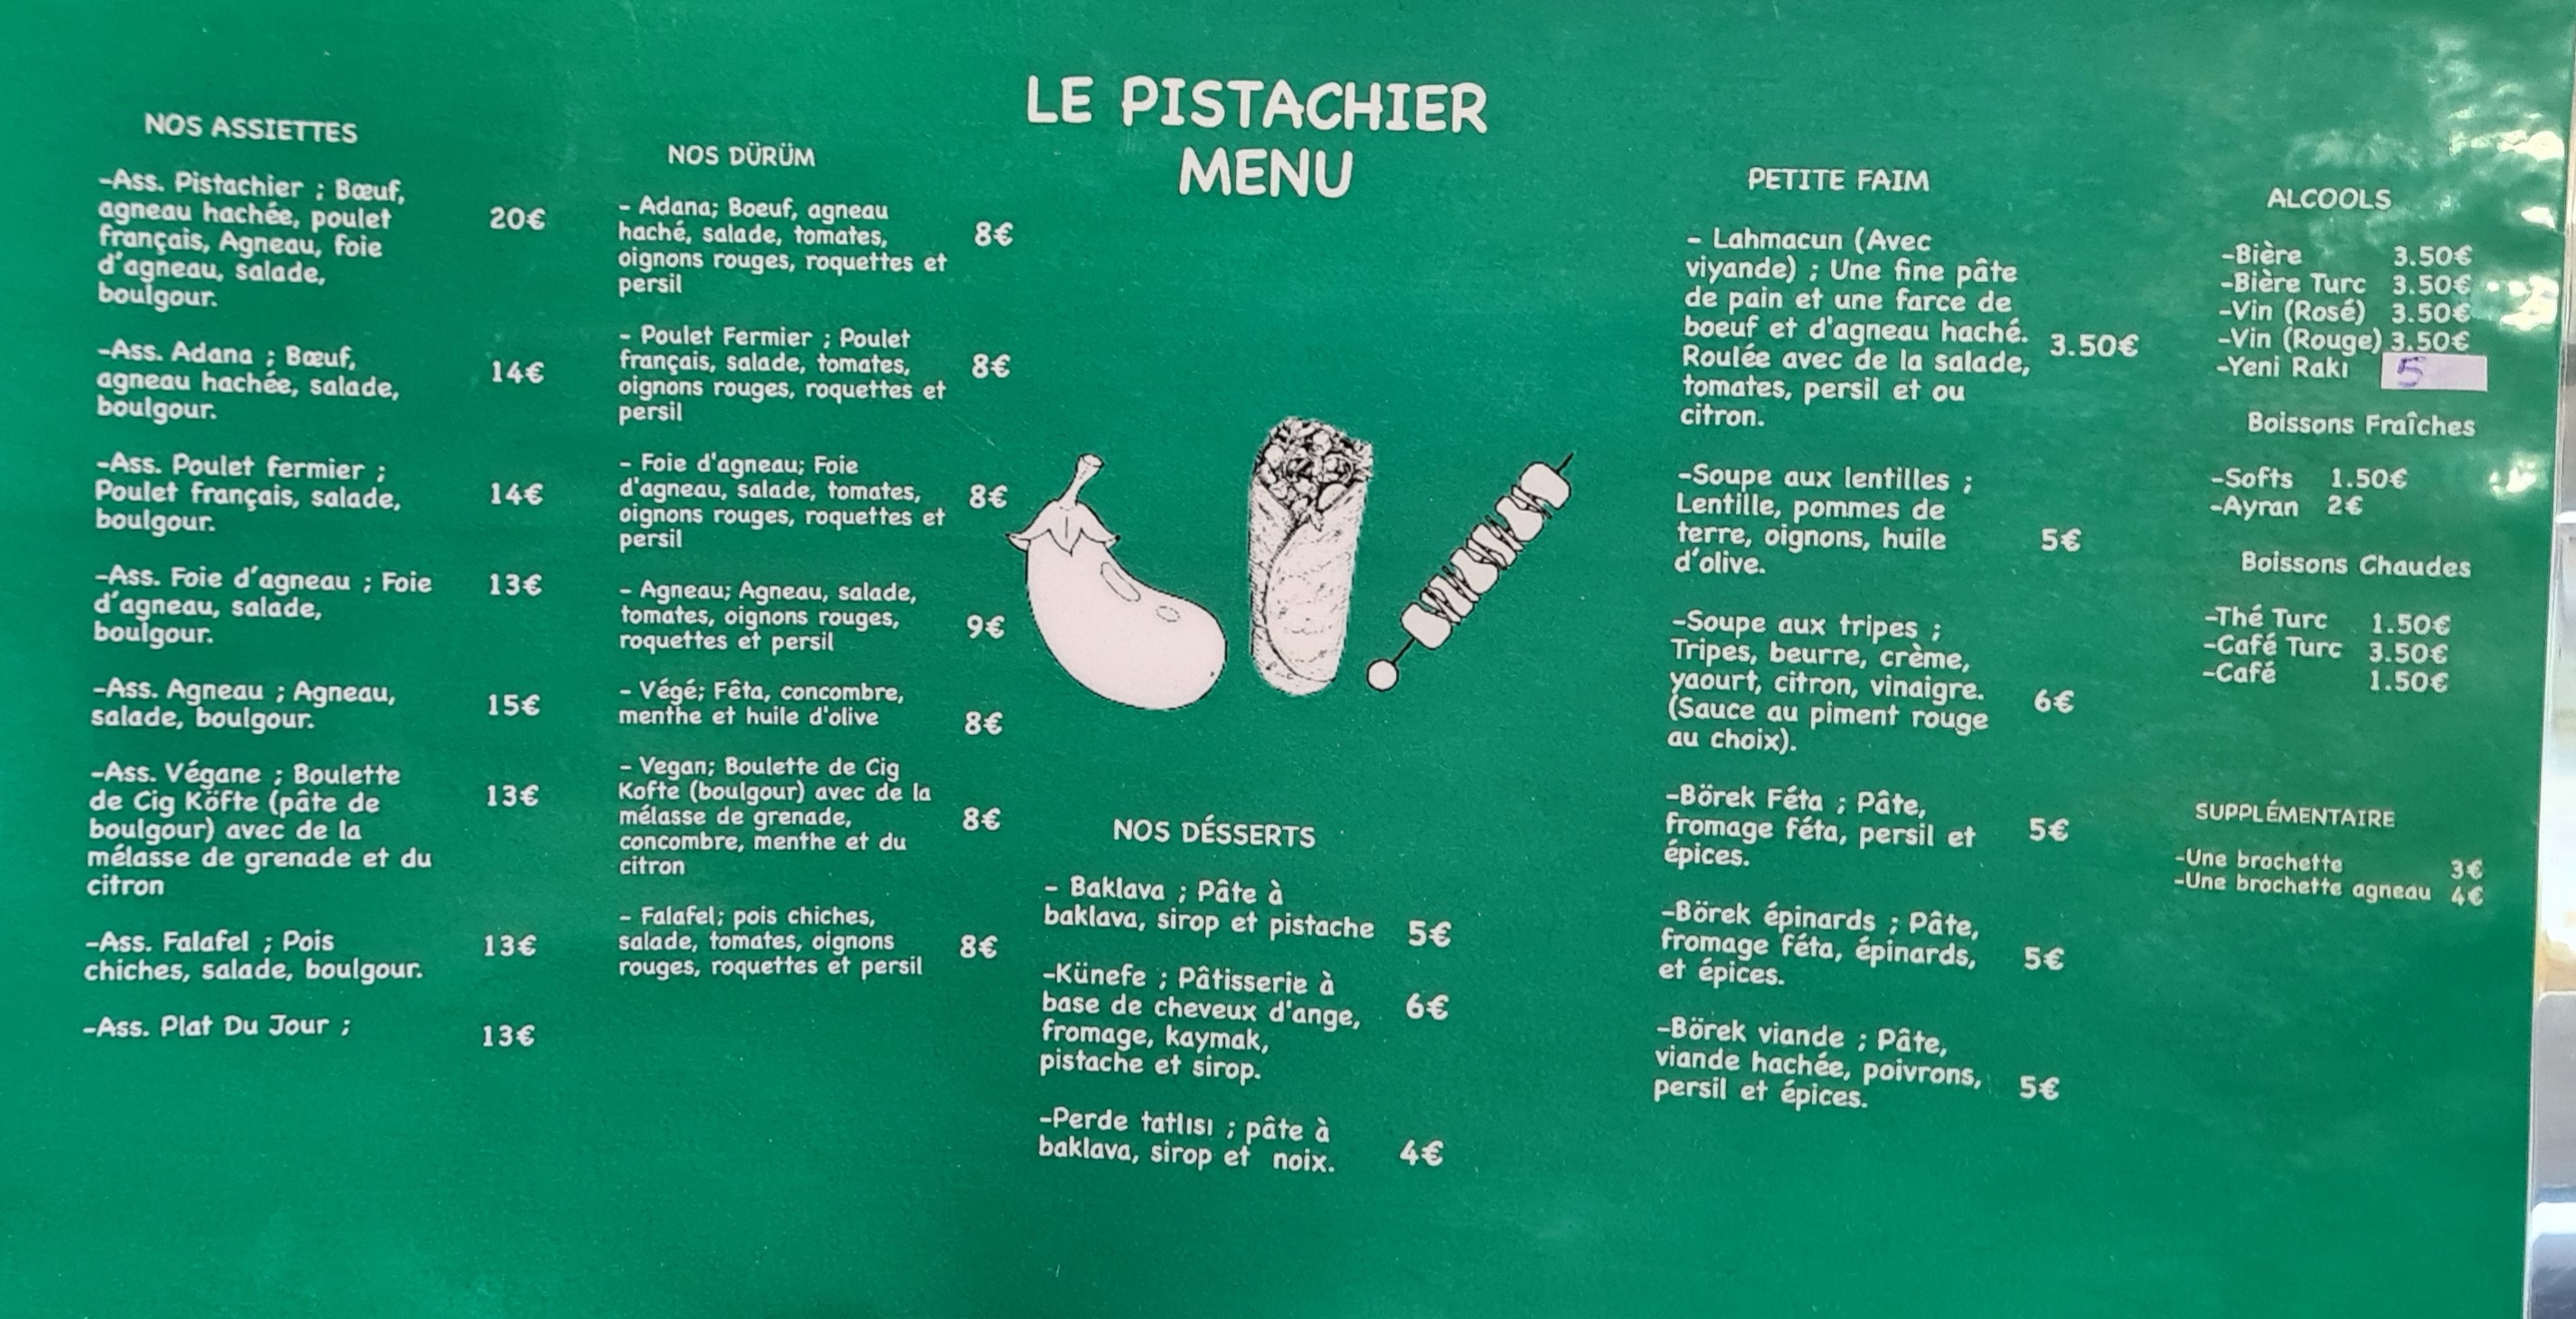 LE PISTACHIER
MENU
NOS ASSIETTES
-Ass. Pistachier ; Bœuf,
agneau hachée, poulet
français, Agneau, foie
d'agneau, salade,
boulgour.
20€
-Ass. Adana ; Bœuf,
agneau hachée, salade,
boulgour.
14€
-Ass. Poulet fermier ;
Poulet français, salade,
boulgour.
14€
-Ass. Foie d'agneau ; Foie
d'agneau, salade,
boulgour.
13€
-Ass. Agneau ; Agneau,
salade, boulgour.
15€
-Ass. Végane ; Boulette
de Cig Köfte (pâte de
boulgour) avec de la
mélasse de grenade et du
citron
13€
-Ass. Falafel ; Pois
chiches, salade, boulgour.
13€
-Ass. Plat Du Jour ;
13€
NOS DÜRÜM
- Adana; Boeuf, agneau
haché, salade, tomates,
oignons rouges, roquettes et
persil
8€
- Poulet Fermier ; Poulet
français, salade, tomates,
oignons rouges, roquettes et
persil
8€
- Foie d'agneau; Foie
d'agneau, salade, tomates,
oignons rouges, roquettes et
persil
8€
- Agneau; Agneau, salade,
tomates, oignons rouges,
roquettes et persil
9€
- Végé; Fêta, concombre,
menthe et huile d'olive
8€
- Vegan; Boulette de Cig
Kofte (boulgour) avec de la
mélasse de grenade,
concombre, menthe et du
citron
8€
- Falafel; pois chiches,
salade, tomates, oignons
rouges, roquettes et persil
8€
NOS DÉSSERTS
- Baklava ; Pâte à
baklava, sirop et pistache
5€
-Künefe ; Pâtisserie à
base de cheveux d'ange,
fromage, kaymak,
pistache et sirop.
6€
-Perde tatlısı ; pâte à
baklava, sirop et noix.
4€
PETITE FAIM
- Lahmacun (Avec
viyande) ; Une fine pâte
de pain et une farce de
boeuf et d'agneau haché.
Roulée avec de la salade,
tomates, persil et ou
citron.
3.50€
-Soupe aux lentilles ;
Lentille, pommes de
terre, oignons, huile
d'olive.
5€
-Soupe aux tripes ;
Tripes, beurre, crème,
yaourt, citron, vinaigre.
(Sauce au piment rouge
au choix).
6€
-Börek Féta ; Pâte,
fromage féta, persil et
épices.
5€
-Börek épinards ; Pâte,
fromage féta, épinards,
et épices.
5€
-Börek viande ; Pâte,
viande hachée, poivrons,
persil et épices.
5€
ALCOOLS
-Bière 3.50€
-Bière Turc 3.50€
-Vin (Rosé) 3.50€
-Vin (Rouge) 3.50€
-Yeni Rakı 5
Boissons Fraîches
-Softs 1.50€
-Ayran 2€
Boissons Chaudes
-Thé Turc 1.50€
-Café Turc 3.50€
-Café 1.50€
SUPPLÉMENTAIRE
-Une brochette 3€
-Une brochette agneau 4€